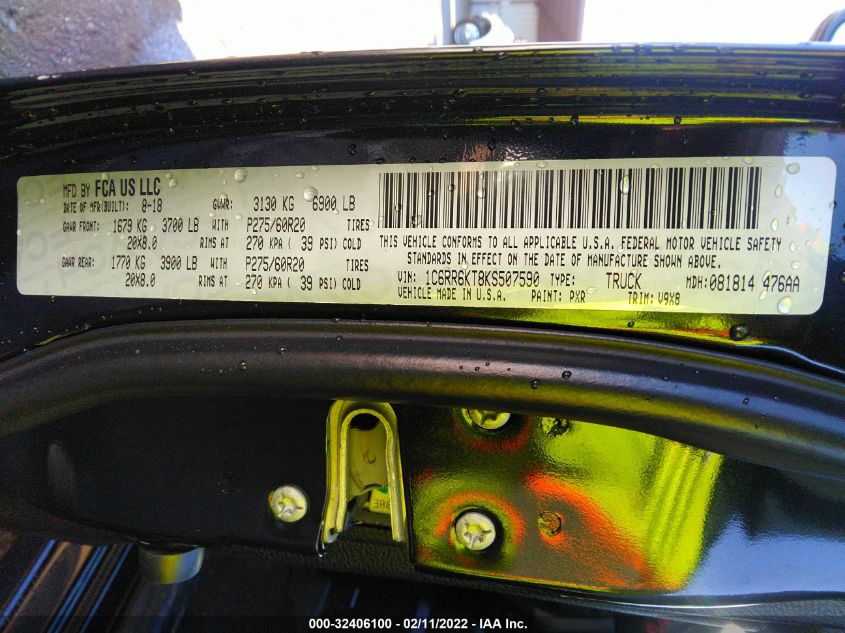 MFD BY FCA US LLC
DATE OF MFR(BUILT): 8-18 GVWR: 3130 KG 6900 LB
GAWR FRONT: 1679 KG 3700 LB WITH P275/60R20 TIRES
20X8.0 RIMS AT 270 KPA ( 39 PSI) COLD
GAWR REAR: 1770 KG 3900 LB WITH P275/60R20 TIRES
20X8.0 RIMS AT 270 KPA ( 39 PSI) COLD
THIS VEHICLE CONFORMS TO ALL APPLICABLE U.S.A. FEDERAL MOTOR VEHICLE SAFETY
STANDARDS IN EFFECT ON THE DATE OF MANUFACTURE SHOWN ABOVE.
VIN: 1C6RR6KT8KS507590 TYPE: TRUCK MDH: 081814 476AA
VEHICLE MADE IN U.S.A. PAINT: PXR TRIM: V9X8
000-32406100 - 02/11/2022 - IAA Inc.